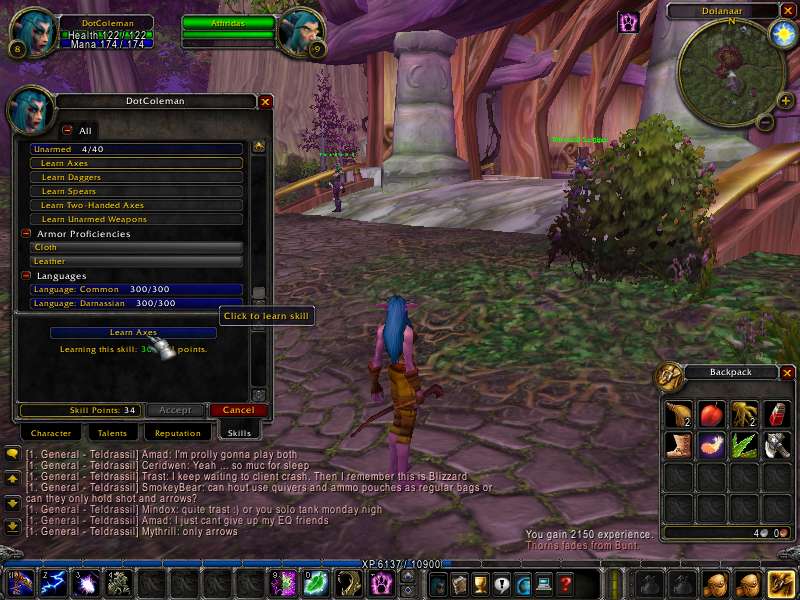 DotColeman
Health 122 / 122
Mana 174 / 174
8
Athridas
9
Dolanaar
N
DotColeman
All
Unarmed 4/40
Learn Axes
Learn Daggers
Learn Spears
Learn Two-Handed Axes
Learn Unarmed Weapons
Armor Proficiencies
Cloth
Leather
Languages
Language: Common 300/300
Language: Darnassian 300/300
Click to learn skill
Learn Axes
Learning this skill: points.
Skill Points: 34
Accept
Cancel
Character
Talents
Reputation
Skills
Backpack
2
2
4 0
[1. General - Teldrassil] Amad: I'm prolly gonna play both
[1. General - Teldrassil] Ceridwen: Yeah ... so muc for sleep
[1. General - Teldrassil] Trast: I keep waiting to client crash. Then I remember this is Blizzard
[1. General - Teldrassil] SmokeyBear: can hout use quivers and ammo pouches as regular bags or
can they only hold shot and arrows?
[1. General - Teldrassil] Mindox: quite trast :) or you solo tank monday high
[1. General - Teldrassil] Amad: I just cant give up my EQ friends
[1. General - Teldrassil] Mythrill: only arrows
You gain 2150 experience.
Thorns fades from Bunt.
XP 6137 / 10900